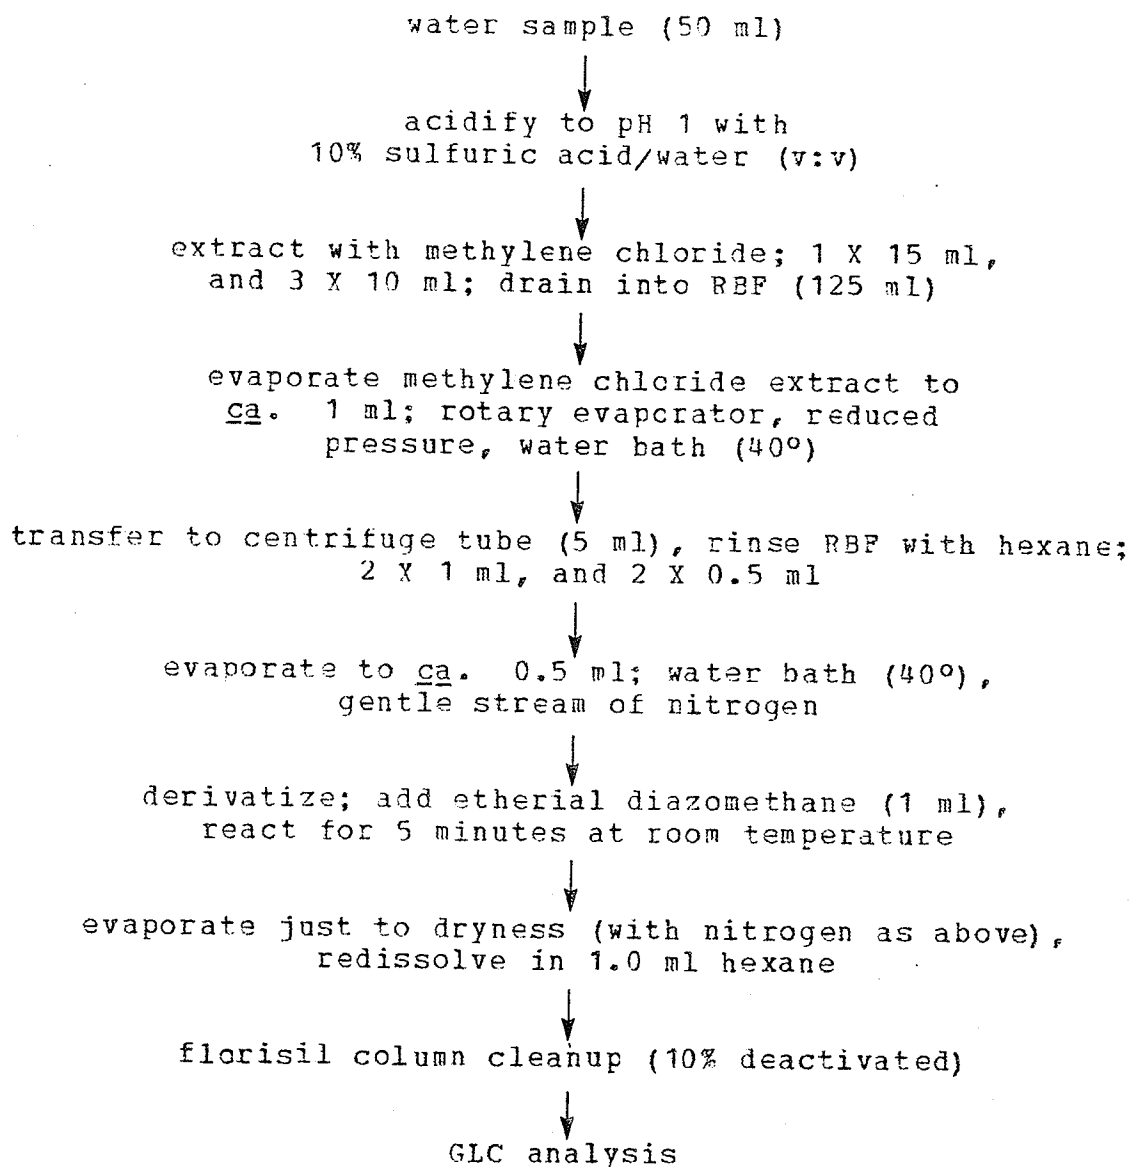 water sample (50 ml)
acidify to pH 1 with
10% sulfuric acid/water (v:v)
extract with methylene chloride; 1 X 15 ml,
and 3 X 10 ml; drain into RBF (125 ml)
evaporate methylene chloride extract to
ca. 1 ml; rotary evaporator, reduced
pressure, water bath (40º)
transfer to centrifuge tube (5 ml), rinse RBF with hexane;
2 X 1 ml, and 2 X 0.5 ml
evaporate to ca. 0.5 ml; water bath (40º),
gentle stream of nitrogen
derivatize; add etherial diazomethane (1 ml),
react for 5 minutes at room temperature
evaporate just to dryness (with nitrogen as above),
redissolve in 1.0 ml hexane
florisil column cleanup (10% deactivated)
GLC analysis